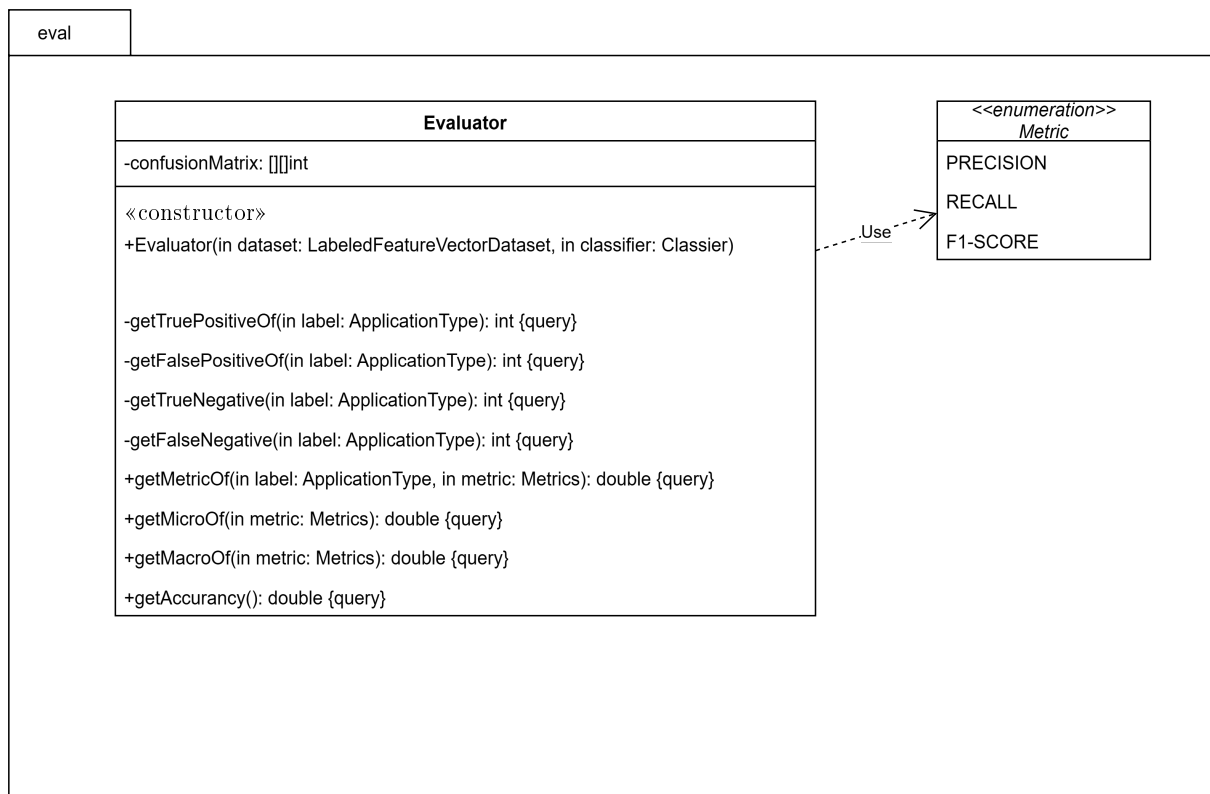 eval
Evaluator
-confusionMatrix: [][]int
«constructor»
+Evaluator(in dataset: LabeledFeatureVectorDataset, in classifier: Classier)
-getTruePositiveOf(in label: ApplicationType): int {query}
-getFalsePositiveOf(in label: ApplicationType): int {query}
-getTrueNegative(in label: ApplicationType): int {query}
-getFalseNegative(in label: ApplicationType): int {query}
+getMetricOf(in label: ApplicationType, in metric: Metrics): double {query}
+getMicroOf(in metric: Metrics): double {query}
+getMacroOf(in metric: Metrics): double {query}
+getAccurancy(): double {query}
Use
<<enumeration>>
Metric
PRECISION
RECALL
F1-SCORE